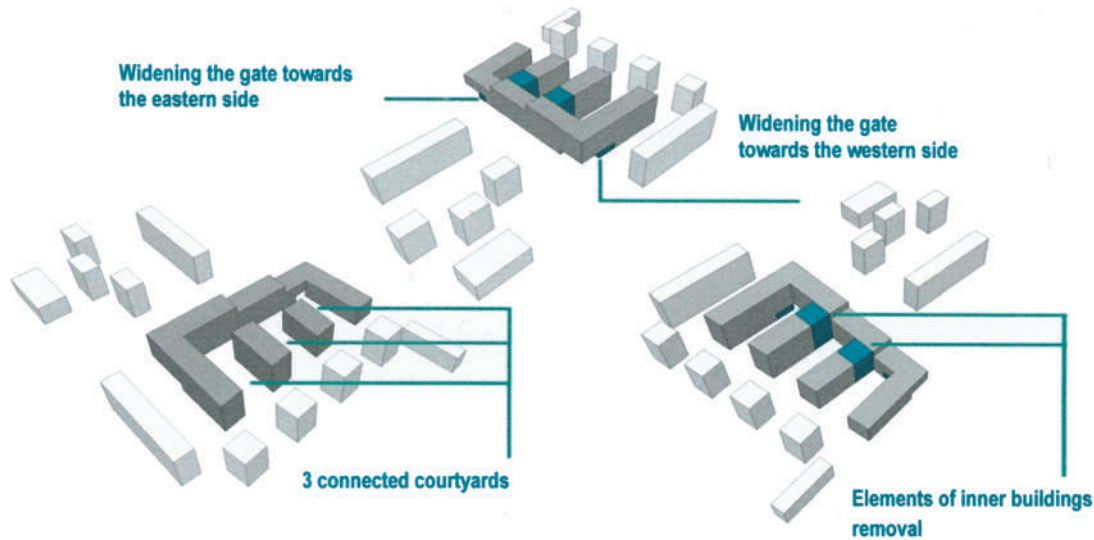 Widening the gate towards
the eastern side
Widening the gate
towards the western side
3 connected courtyards
Elements of inner buildings
removal